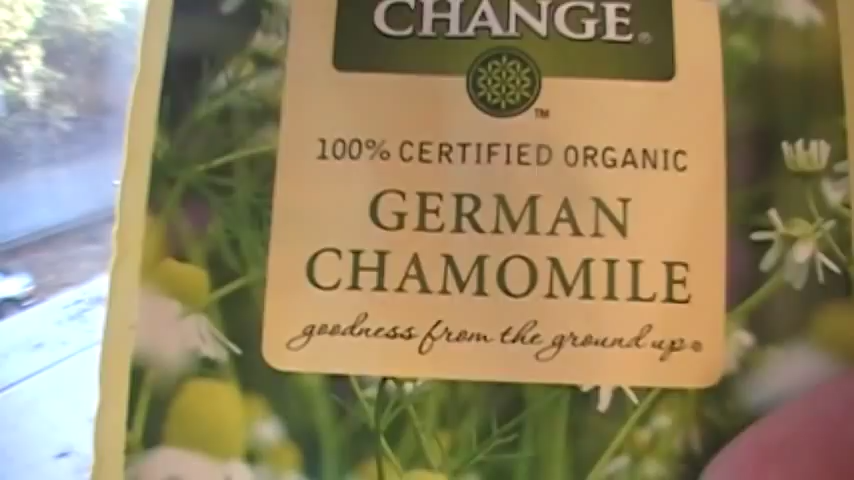 CHANGE®
™
100% CERTIFIED ORGANIC
GERMAN
CHAMOMILE
goodness from the ground up®